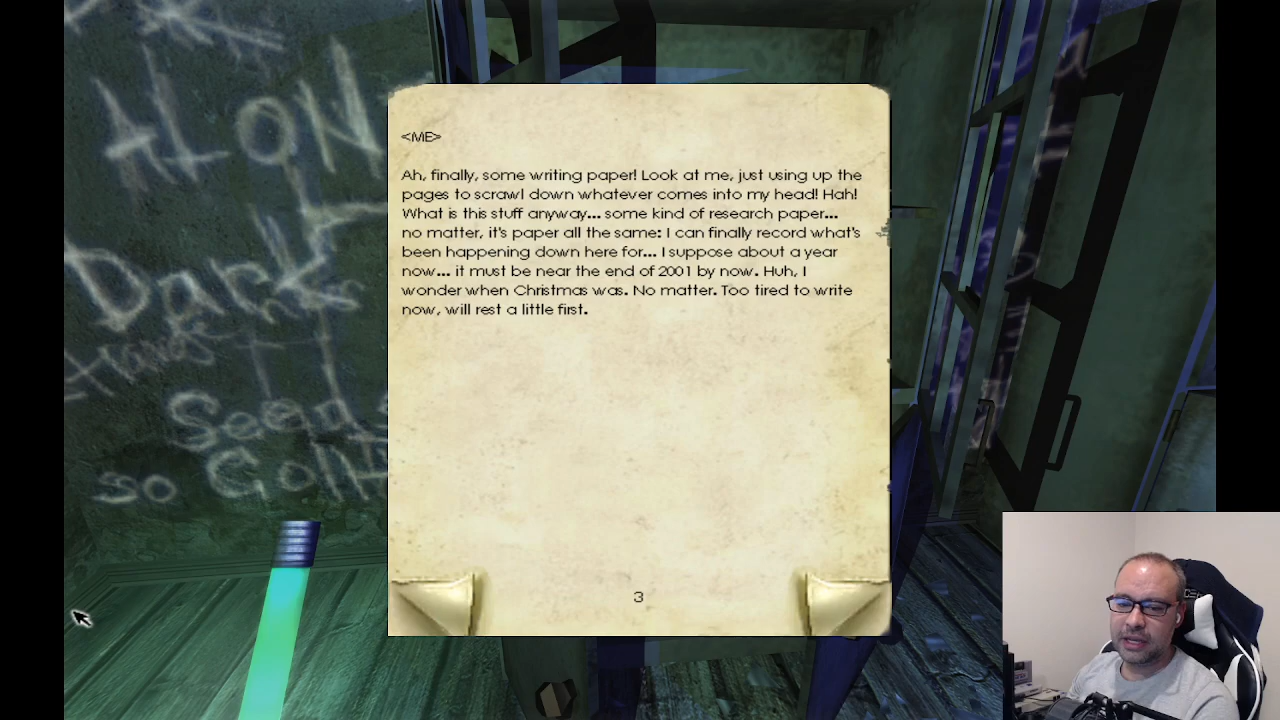 ALONE
Dark
Seed
so Cold
<ME>
Ah, finally, some writing paper! Look at me, just using up the
pages to scrawl down whatever comes into my head! Hah!
What is this stuff anyway... some kind of research paper...
no matter, it's paper all the same: I can finally record what's
been happening down here for... I suppose about a year
now... it must be near the end of 2001 by now. Huh, I
wonder when Christmas was. No matter. Too tired to write
now, will rest a little first.
3